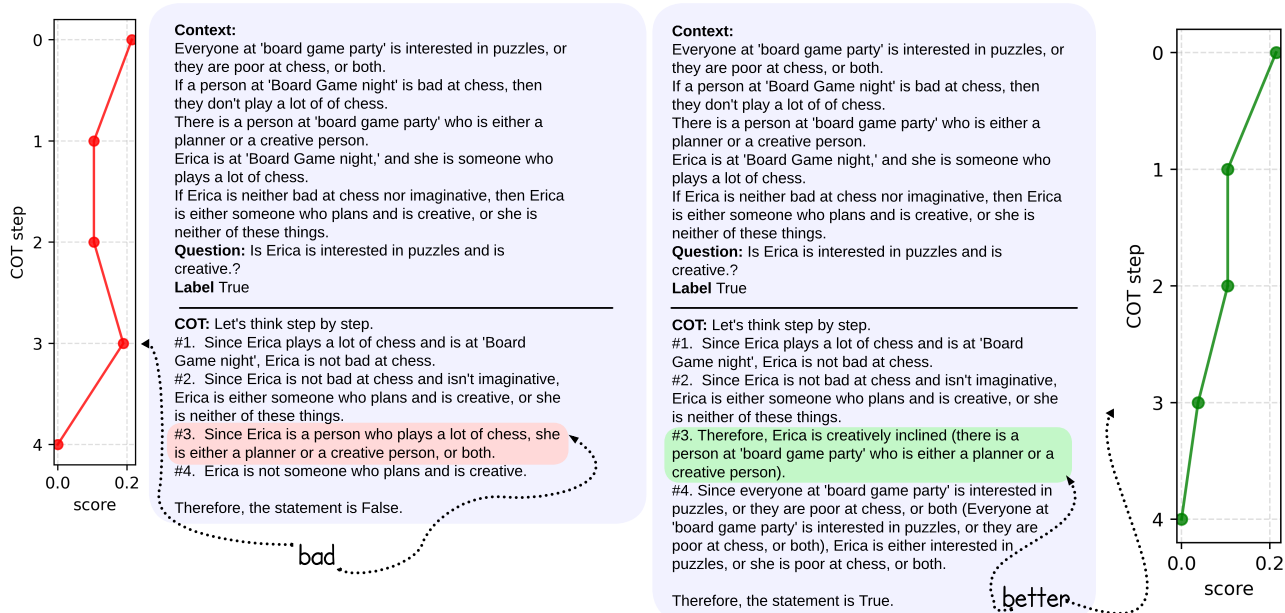 0
1
2
3
4
COT step
0.0
0.2
score
Context:
Everyone at 'board game party' is interested in puzzles, or
they are poor at chess, or both.
If a person at 'Board Game night' is bad at chess, then
they don't play a lot of of chess.
There is a person at 'board game party' who is either a
planner or a creative person.
Erica is at 'Board Game night,' and she is someone who
plays a lot of chess.
If Erica is neither bad at chess nor imaginative, then Erica
is either someone who plans and is creative, or she is
neither of these things.
Question: Is Erica is interested in puzzles and is
creative.?
Label True
COT: Let's think step by step.
#1. Since Erica plays a lot of chess and is at 'Board
Game night', Erica is not bad at chess.
#2. Since Erica is not bad at chess and isn't imaginative,
Erica is either someone who plans and is creative, or she
is neither of these things.
#3. Since Erica is a person who plays a lot of chess, she
is either a planner or a creative person, or both.
#4. Erica is not someone who plans and is creative.
Therefore, the statement is False.
bad
Context:
Everyone at 'board game party' is interested in puzzles, or
they are poor at chess, or both.
If a person at 'Board Game night' is bad at chess, then
they don't play a lot of of chess.
There is a person at 'board game party' who is either a
planner or a creative person.
Erica is at 'Board Game night,' and she is someone who
plays a lot of chess.
If Erica is neither bad at chess nor imaginative, then Erica
is either someone who plans and is creative, or she is
neither of these things.
Question: Is Erica is interested in puzzles and is
creative.?
Label True
COT: Let's think step by step.
#1. Since Erica plays a lot of chess and is at 'Board
Game night', Erica is not bad at chess.
#2. Since Erica is not bad at chess and isn't imaginative,
Erica is either someone who plans and is creative, or she
is neither of these things.
#3. Therefore, Erica is creatively inclined (there is a
person at 'board game party' who is either a planner or a
creative person).
#4. Since everyone at 'board game party' is interested in
puzzles, or they are poor at chess, or both (Everyone at
'board game party' is interested in puzzles, or they are
poor at chess, or both), Erica is either interested in
puzzles, or she is poor at chess, or both.
Therefore, the statement is True.
better
0
1
2
3
4
COT step
0.0
0.2
score